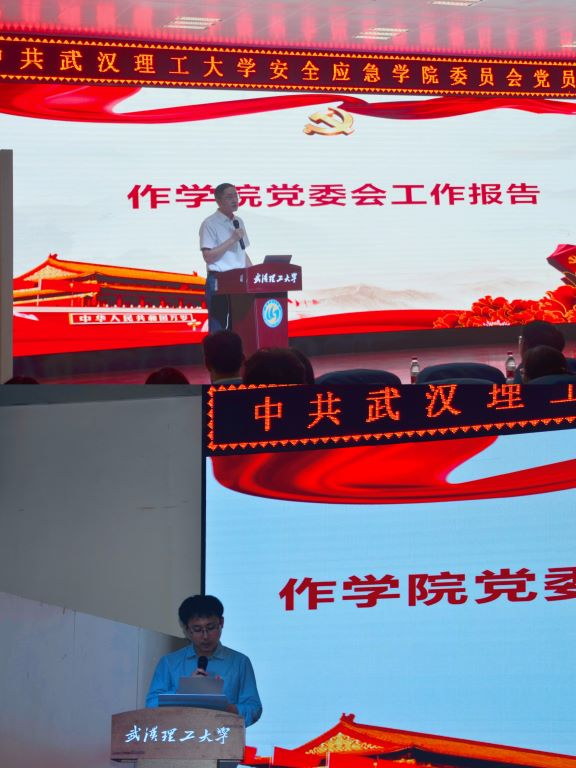 中共武汉理工大学安全应急学院委员会党员
作学院党委会工作报告
武汉理工大学
中华人民共和国万岁
中共武汉理工
作学院党委
武汉理工大学